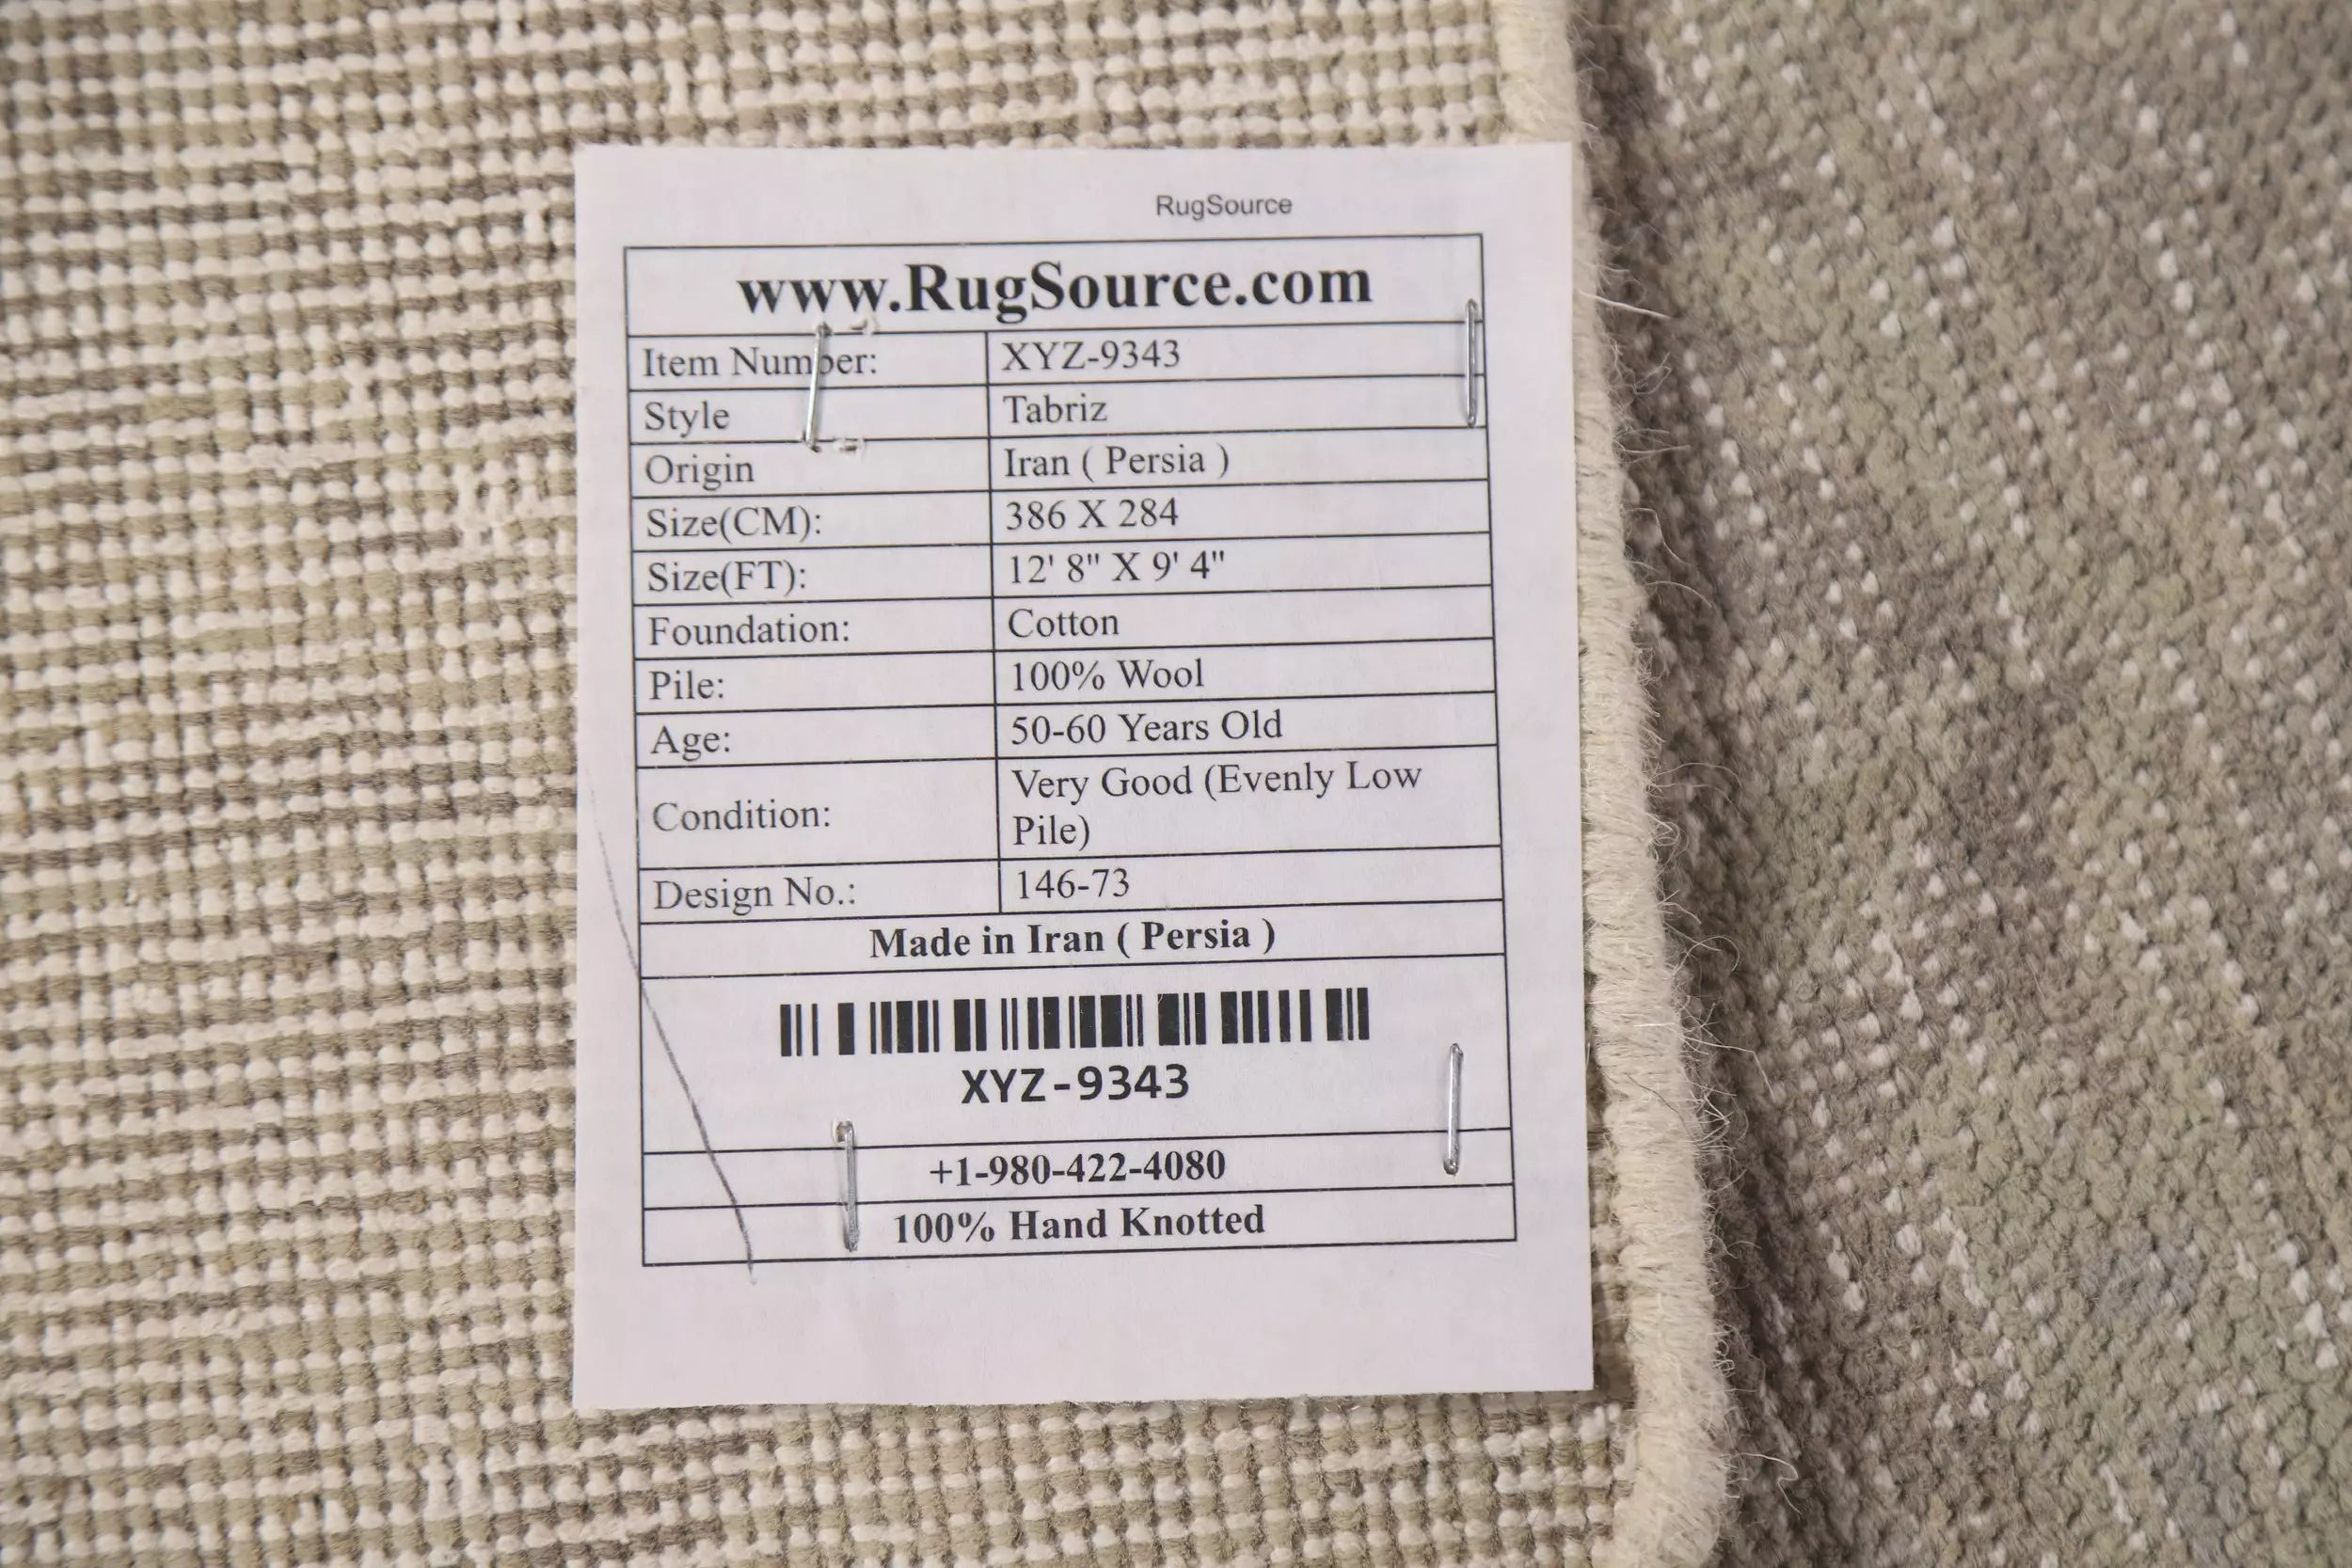 RugSource
www.RugSource.com
Item Number: XYZ-9343
Style Tabriz
Origin Iran ( Persia )
Size(CM): 386 X 284
Size(FT): 12' 8" X 9' 4"
Foundation: Cotton
Pile: 100% Wool
Age: 50-60 Years Old
Condition: Very Good (Evenly Low
Pile)
Design No.: 146-73
Made in Iran ( Persia )
XYZ-9343
+1-980-422-4080
100% Hand Knotted